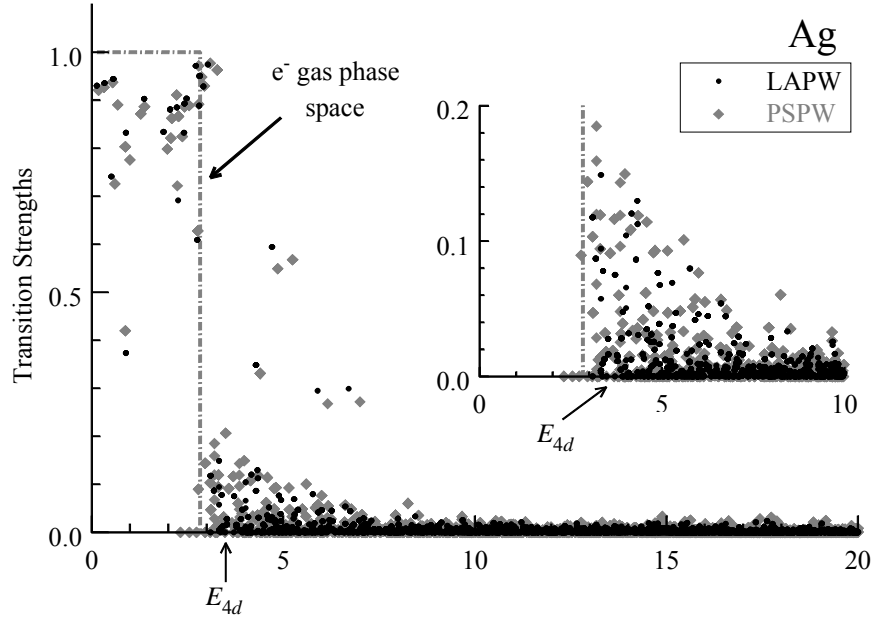 Ag
1.0
e- gas phase
space
LAPW
PSPW
0.2
Transition Strengths
0.1
0.5
0.0
0
5
10
E4d
0.0
0
5
10
15
20
E4d